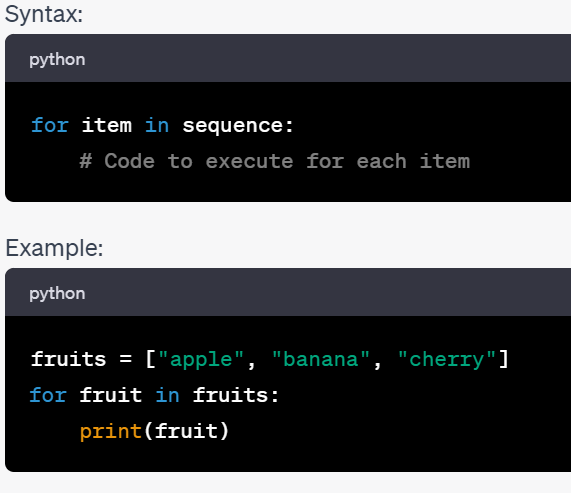 Syntax:
python
for item in sequence:
    # Code to execute for each item
Example:
python
fruits = ["apple", "banana", "cherry"]
for fruit in fruits:
    print(fruit)